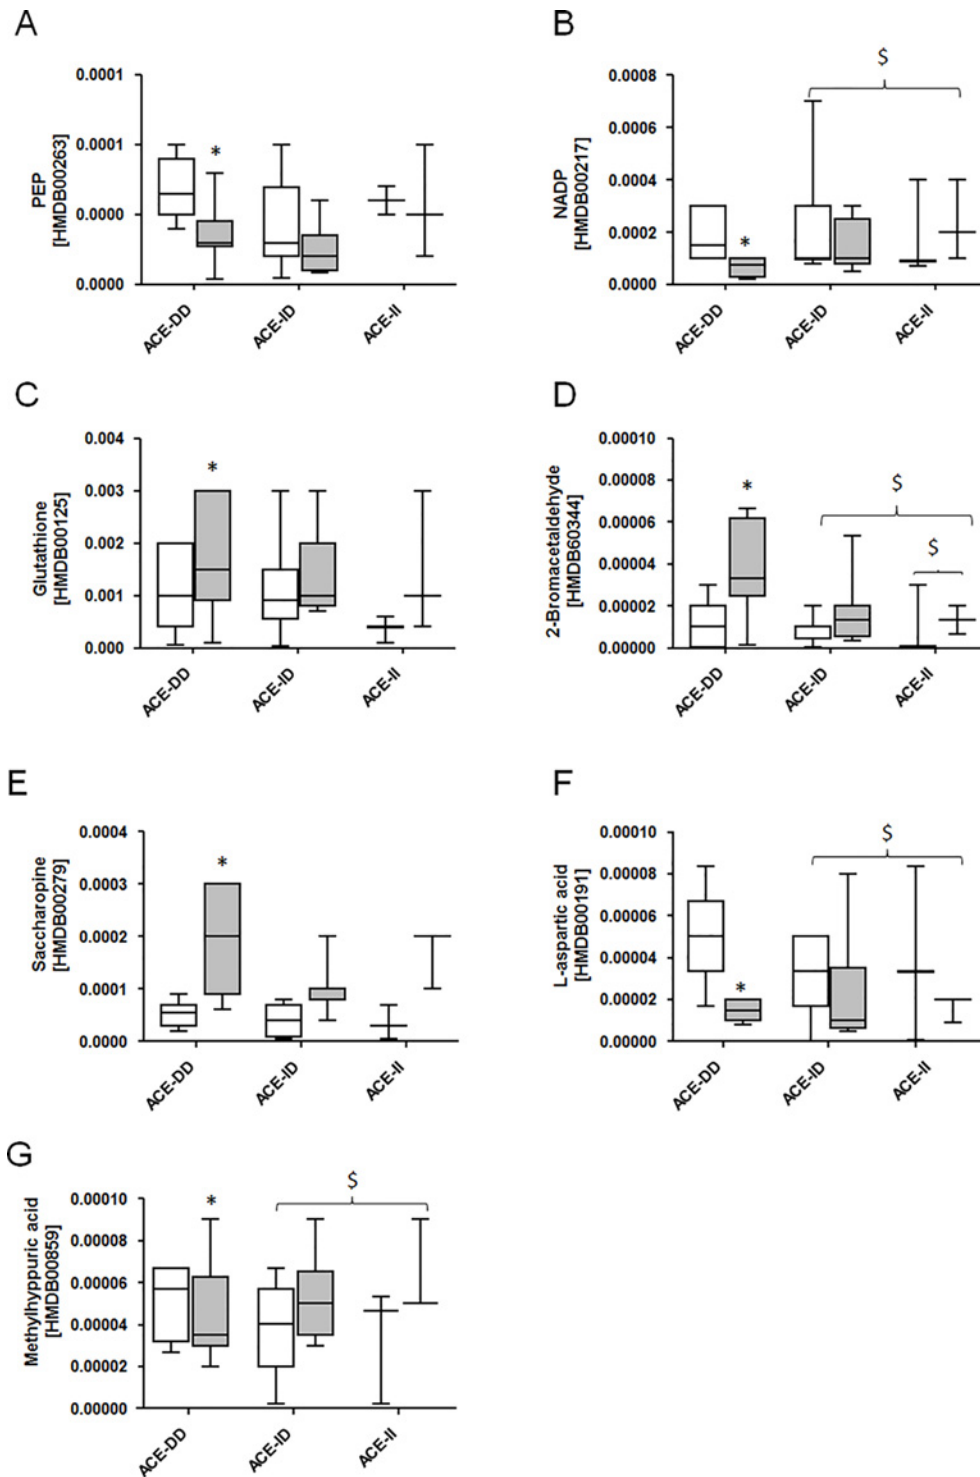 A
PEP
[HMDB00263]
0.0001
0.0001
0.0000
0.0000
*
ACE-DD
ACE-ID
ACE-II
B
NADP
[HMDB00217]
0.0008
0.0006
0.0004
0.0002
0.0000
*
$
ACE-DD
ACE-ID
ACE-II
C
Glutathione
[HMDB00125]
0.004
0.003
0.002
0.001
0.000
*
ACE-DD
ACE-ID
ACE-II
D
2-Bromacetaldehyde
[HMDB60344]
0.00010
0.00008
0.00006
0.00004
0.00002
0.00000
*
$
$
ACE-DD
ACE-ID
ACE-II
E
Saccharopine
[HMDB00279]
0.0004
0.0003
0.0002
0.0001
0.0000
*
ACE-DD
ACE-ID
ACE-II
F
L-aspartic acid
[HMDB00191]
0.00010
0.00008
0.00006
0.00004
0.00002
0.00000
*
$
ACE-DD
ACE-ID
ACE-II
G
Methylhyppuric acid
[HMDB00859]
0.00010
0.00008
0.00006
0.00004
0.00002
0.00000
*
$
ACE-DD
ACE-ID
ACE-II